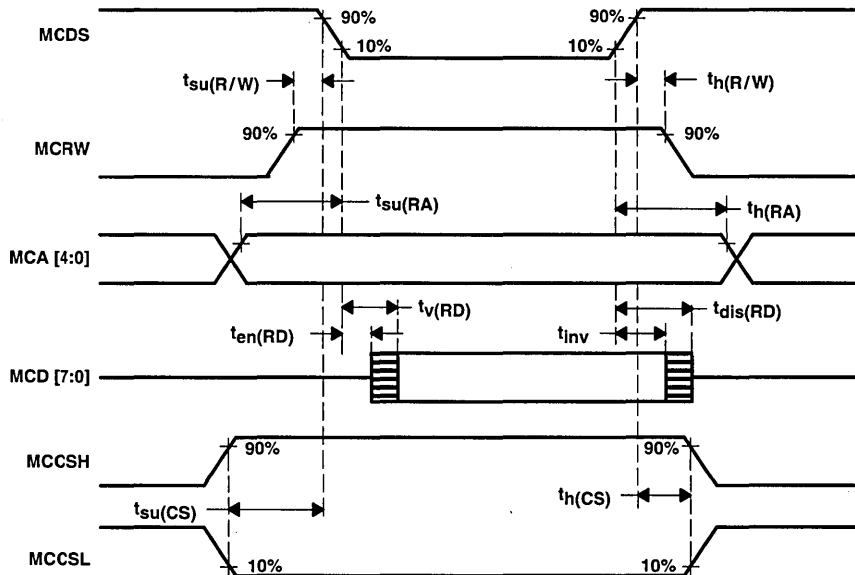 MCDS
90%
10%
90%
10%
tsu(R/W)
th(R/W)
MCRW
90%
90%
tsu(RA)
th(RA)
MCA [4:0]
tv(RD)
tdis(RD)
ten(RD)
tinv
MCD [7:0]
MCCSH
90%
90%
tsu(CS)
th(CS)
MCCSL
10%
10%